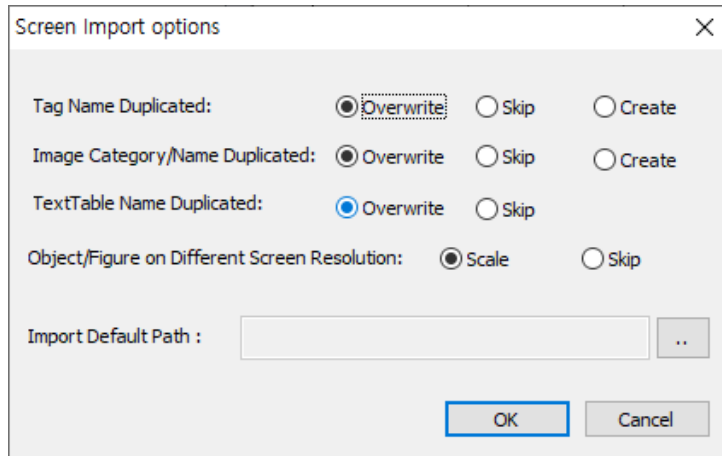 Screen Import options
Tag Name Duplicated: Overwrite Skip Create
Image Category/Name Duplicated: Overwrite Skip Create
TextTable Name Duplicated: Overwrite Skip
Object/Figure on Different Screen Resolution: Scale Skip
Import Default Path : ..
OK Cancel